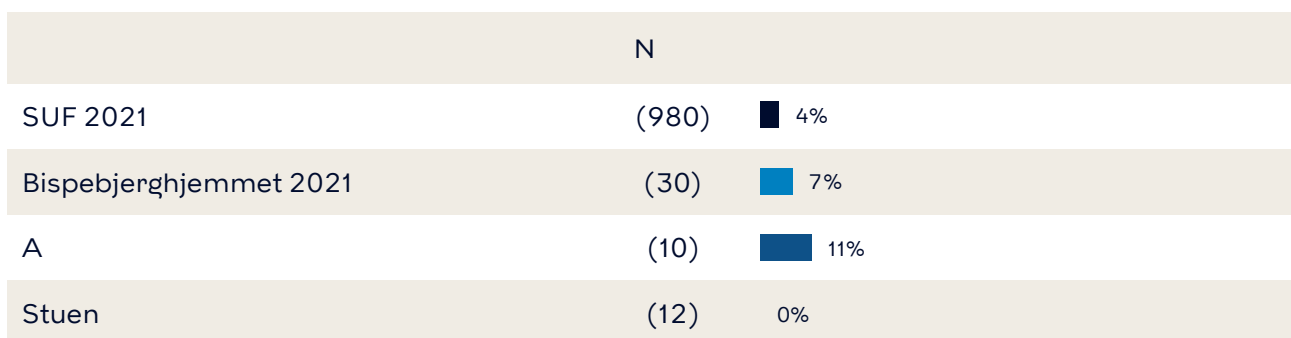 N
SUF 2021 (980) 4%
Bispebjerghjemmet 2021 (30) 7%
A (10) 11%
Stuen (12) 0%